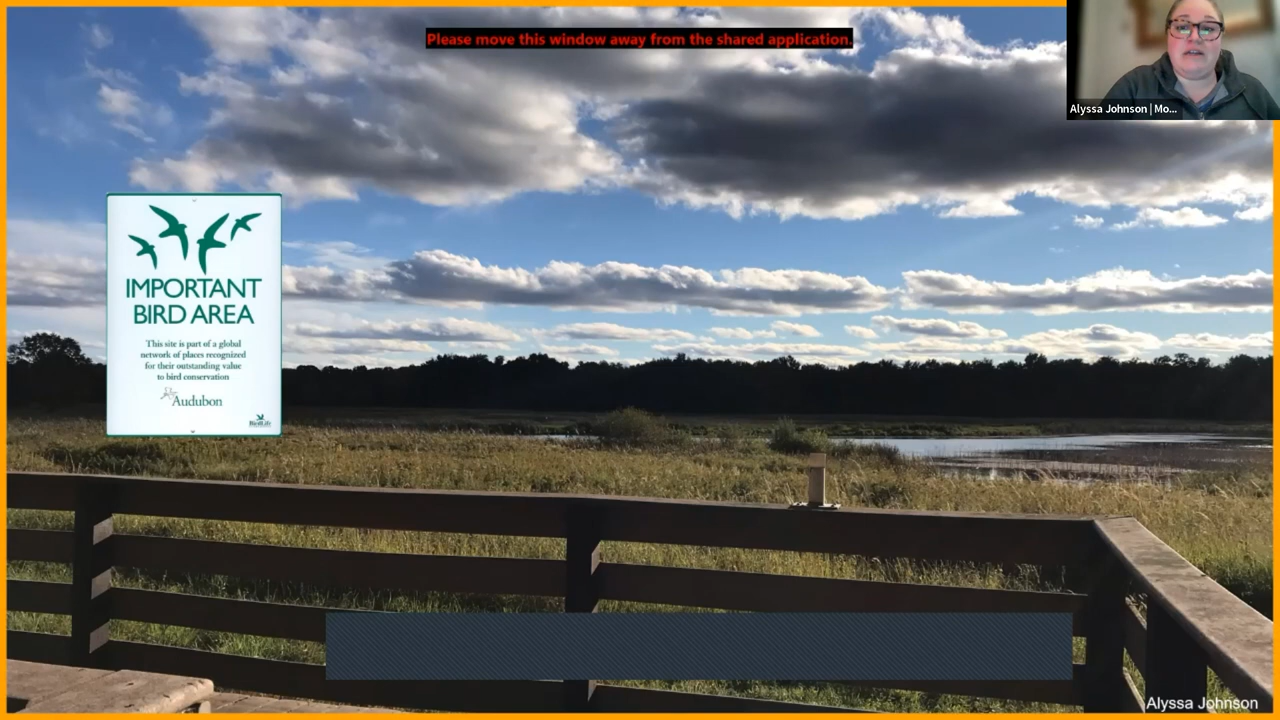 Please move this window away from the shared application.
Alyssa Johnson | Mo...
IMPORTANT
BIRD AREA
This site is part of a global
network of places recognized
for their outstanding value
to bird conservation
Audubon
BirdLife
Alyssa Johnson